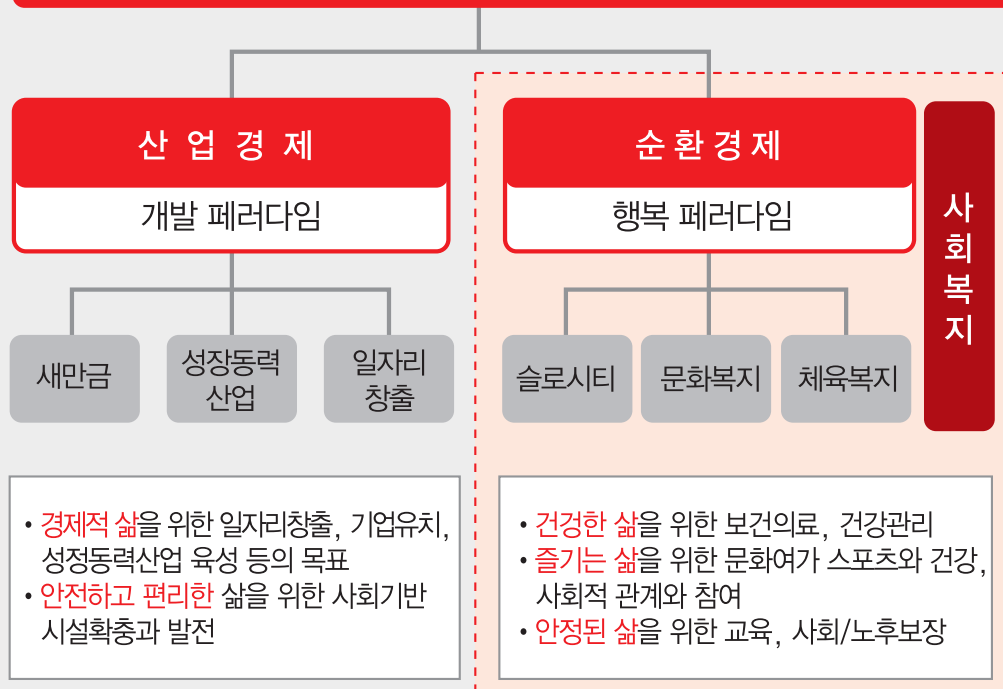 산업경제
개발 페러다임
새만금
성장동력
산업
일자리
창출
• 경제적 삶을 위한 일자리창출, 기업유치,
성정동력산업 육성 등의 목표
• 안전하고 편리한 삶을 위한 사회기반
시설확충과 발전
순환경제
행복 페러다임
사회복지
슬로시티
문화복지
체육복지
• 건겅한 삶을 위한 보건의료, 건강관리
• 즐기는 삶을 위한 문화여가 스포츠와 건강,
사회적 관계와 참여
• 안정된 삶을 위한 교육, 사회/노후보장